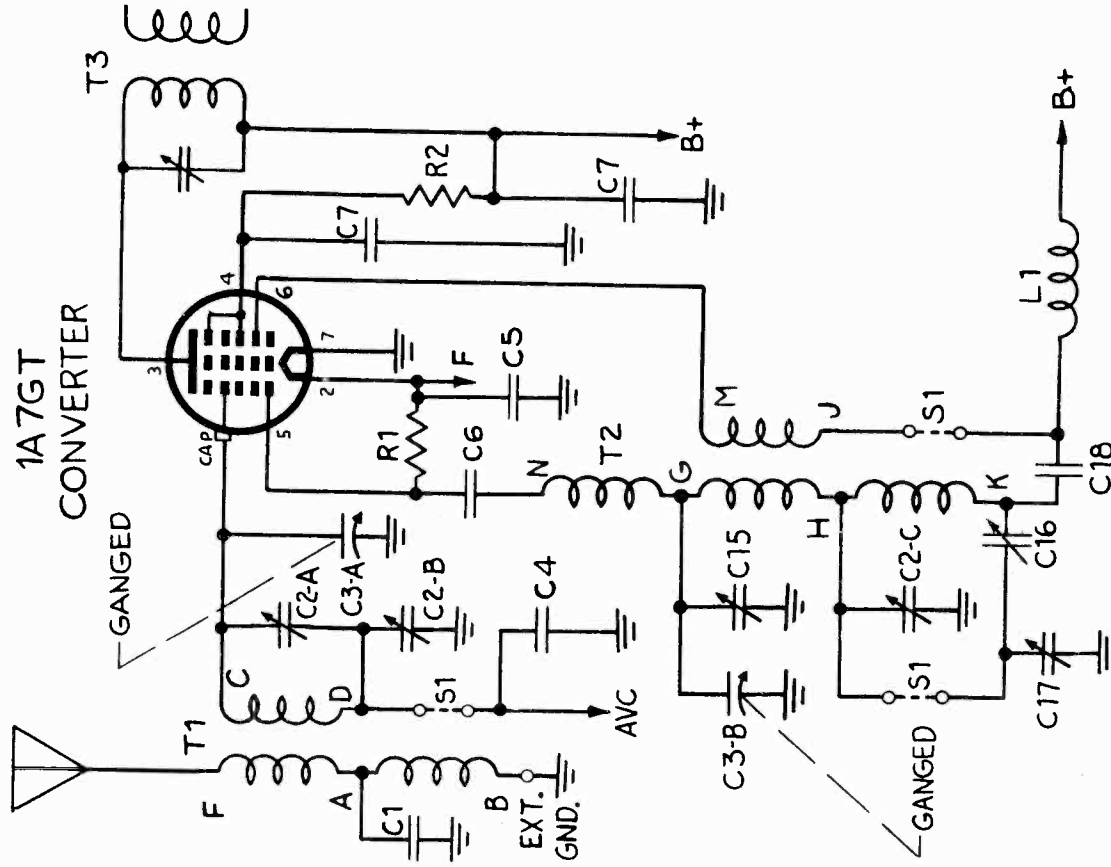 1A7GT
CONVERTER
T3
3
4
6
7
2
5
CAP
R2
C7
C7
B+
GANGED
C2-A
C3-A
C2-B
C4
R1
F
C5
C6
N
T2
G
M
J
S1
L1
B+
C
D
S1
AVC
T1
F
A
B
C1
EXT.
GND.
C3-B
C15
GANGED
H
K
C2-C
S1
C16
C17
C18